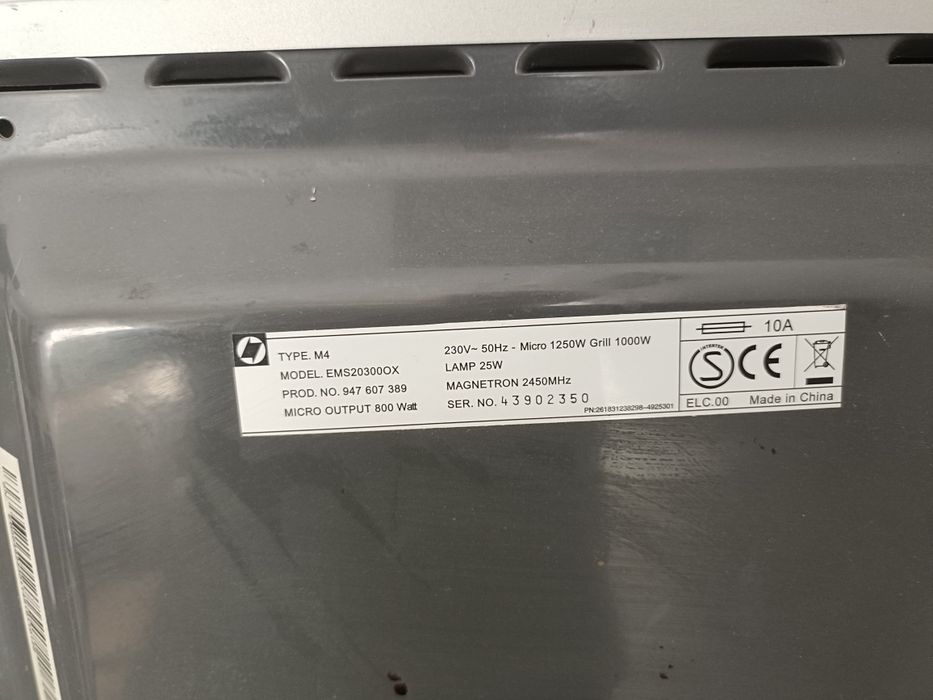 TYPE. M4
MODEL. EMS20300OX
PROD. NO. 947 607 389
MICRO OUTPUT 800 Watt
230V~ 50Hz - Micro 1250W Grill 1000W
LAMP 25W
MAGNETRON 2450MHz
SER. NO. 43902350
PN:261831238298-4925301
10A
INTERTEK
S CE
ELC.00 Made in China